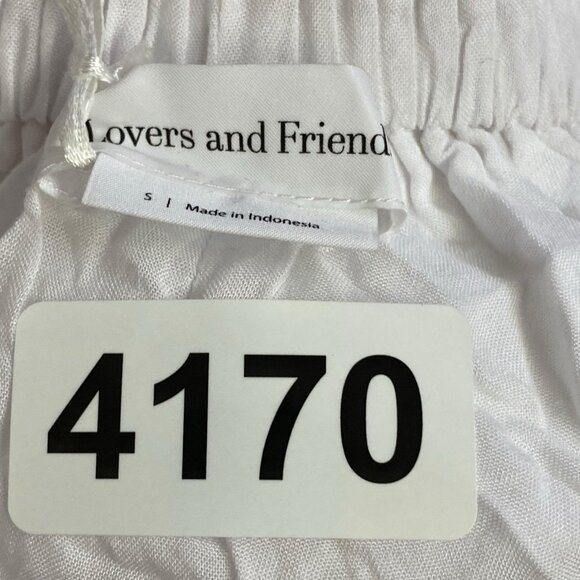 Lovers and Friend
S | Made in Indonesia
4170